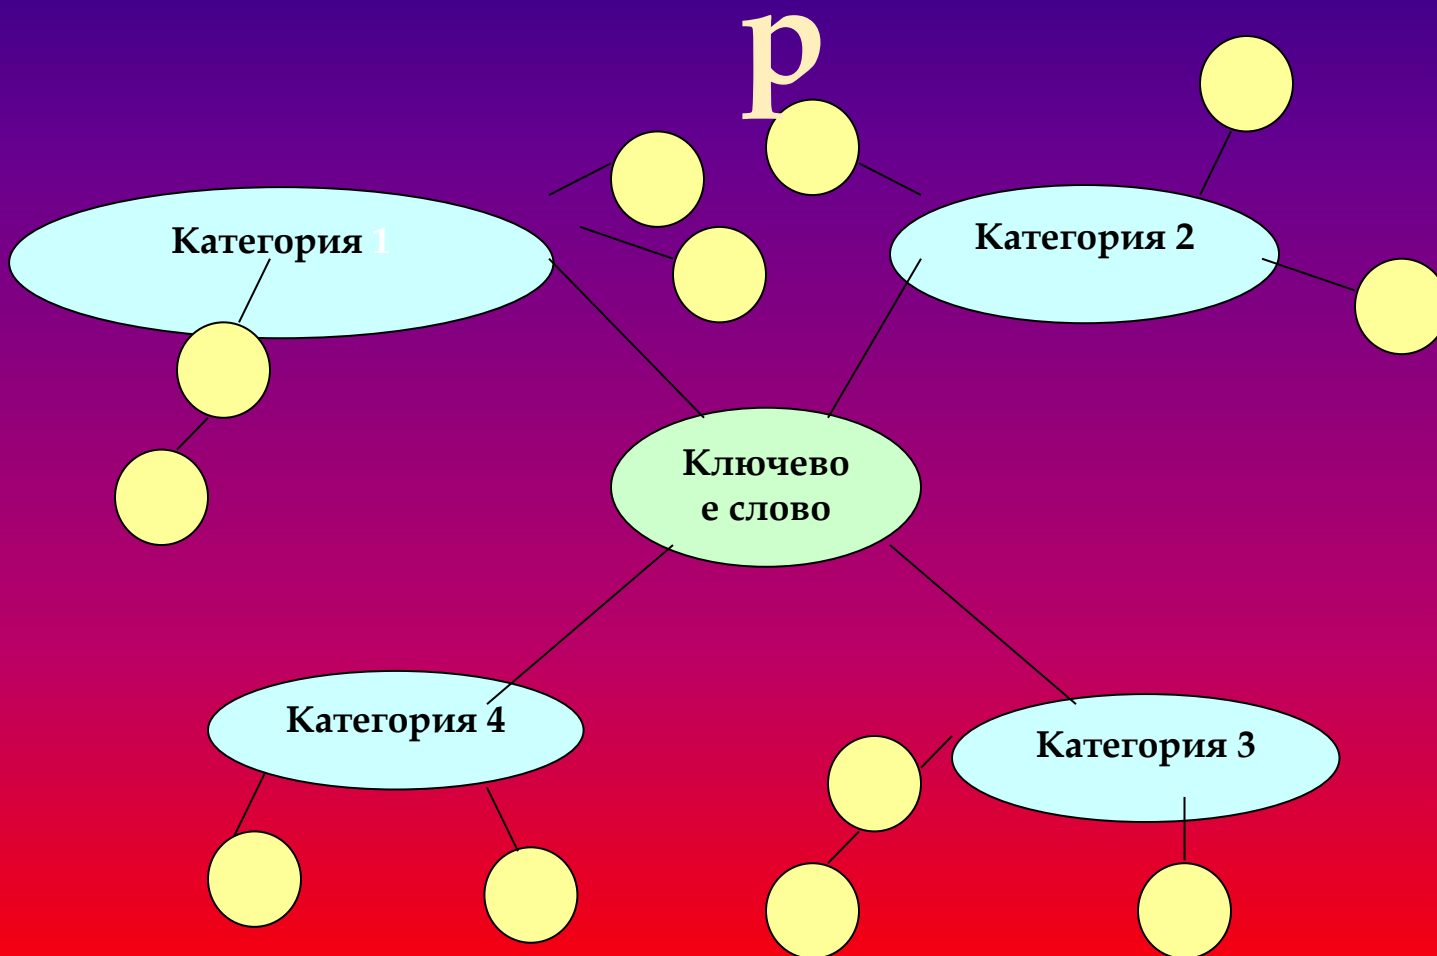 р
Категория 1
Категория 2
Ключево
е слово
Категория 4
Категория 3